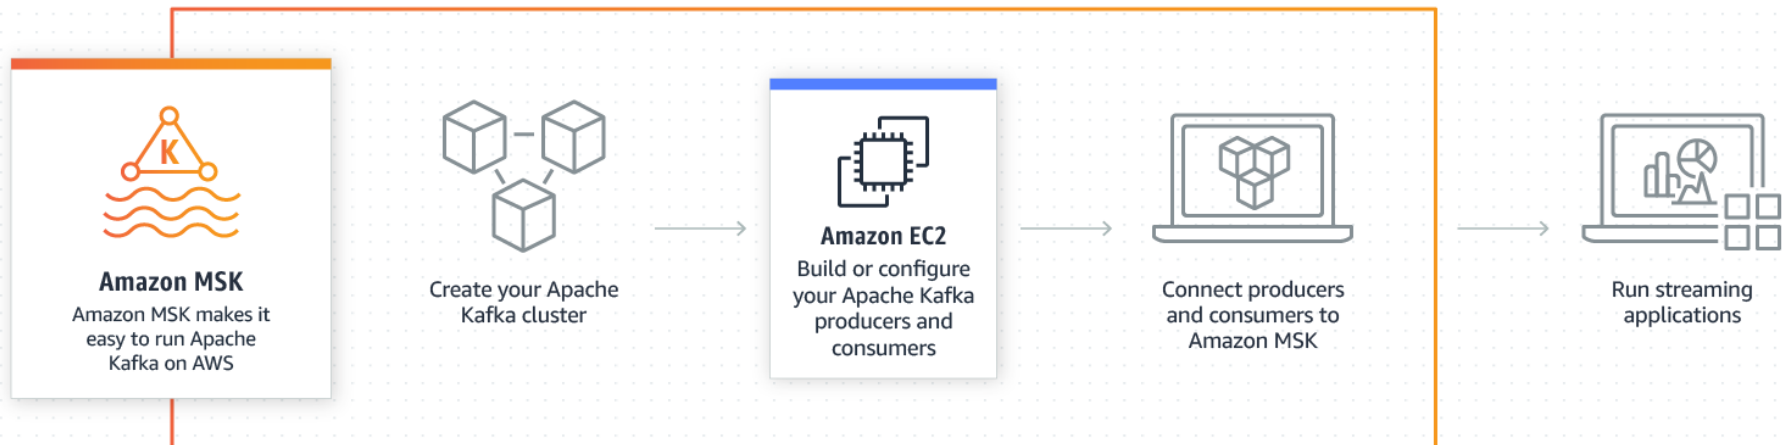 K
Amazon MSK
Amazon MSK makes it
easy to run Apache
Kafka on AWS
Create your Apache
Kafka cluster
Amazon EC2
Build or configure
your Apache Kafka
producers and
consumers
Connect producers
and consumers to
Amazon MSK
Run streaming
applications